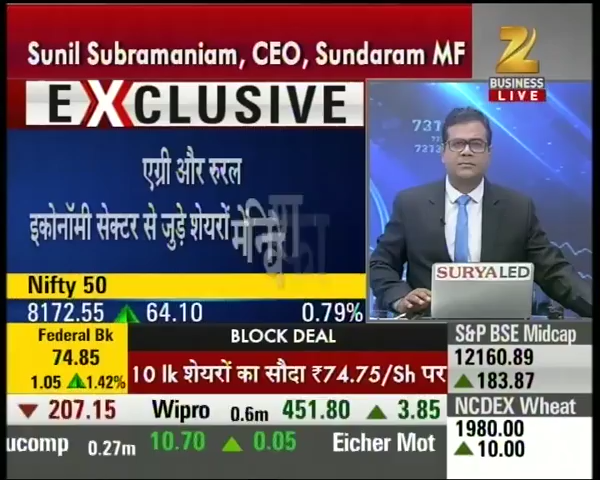 Sunil Subramaniam, CEO, Sundaram MF
Z
BUSINESS
LIVE
EXCLUSIVE
एग्री और रुरल
इकोनॉमी सेक्टर से जुड़े शेयरों में
Nifty 50
8172.55 64.10 0.79%
SURYA LED
Federal Bk
74.85
1.05 1.42%
BLOCK DEAL
10 lk शेयरों का सौदा ₹74.75/Sh पर
S&P BSE Midcap
12160.89
183.87
207.15 Wipro 0.6m 451.80 3.85
NCDEX Wheat
1980.00
10.00
ucomp 0.27m 10.70 0.05 Eicher Mot